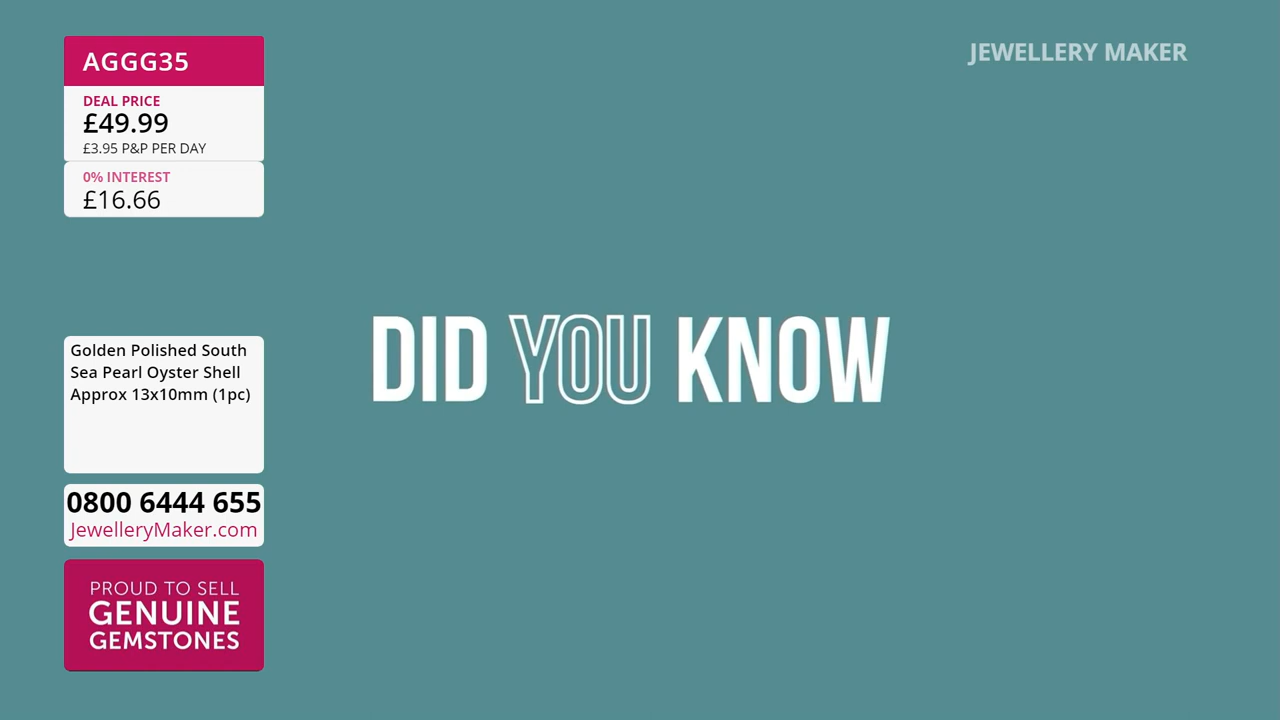 AGGG35
DEAL PRICE
£49.99
£3.95 P&P PER DAY
0% INTEREST
£16.66
JEWELLERY MAKER
DID YOU KNOW
Golden Polished South
Sea Pearl Oyster Shell
Approx 13x10mm (1pc)
0800 6444 655
JewelleryMaker.com
PROUD TO SELL
GENUINE
GEMSTONES